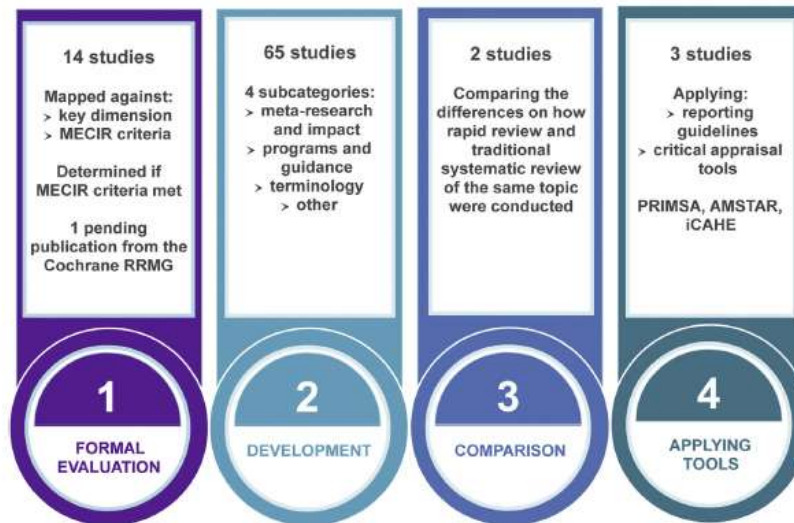 14 studies
Mapped against:
➢ key dimension
➢ MECIR criteria
Determined if
MECIR criteria met
1 pending
publication from the
Cochrane RRMG
1
FORMAL
EVALUATION
65 studies
4 subcategories:
➢ meta-research
and impact
➢ programs and
guidance
➢ terminology
➢ other
2
DEVELOPMENT
2 studies
Comparing the
differences on how
rapid review and
traditional
systematic review
of the same topic
were conducted
3
COMPARISON
3 studies
Applying:
➢ reporting
guidelines
➢ critical appraisal
tools
PRIMSA, AMSTAR,
iCAHE
4
APPLYING
TOOLS